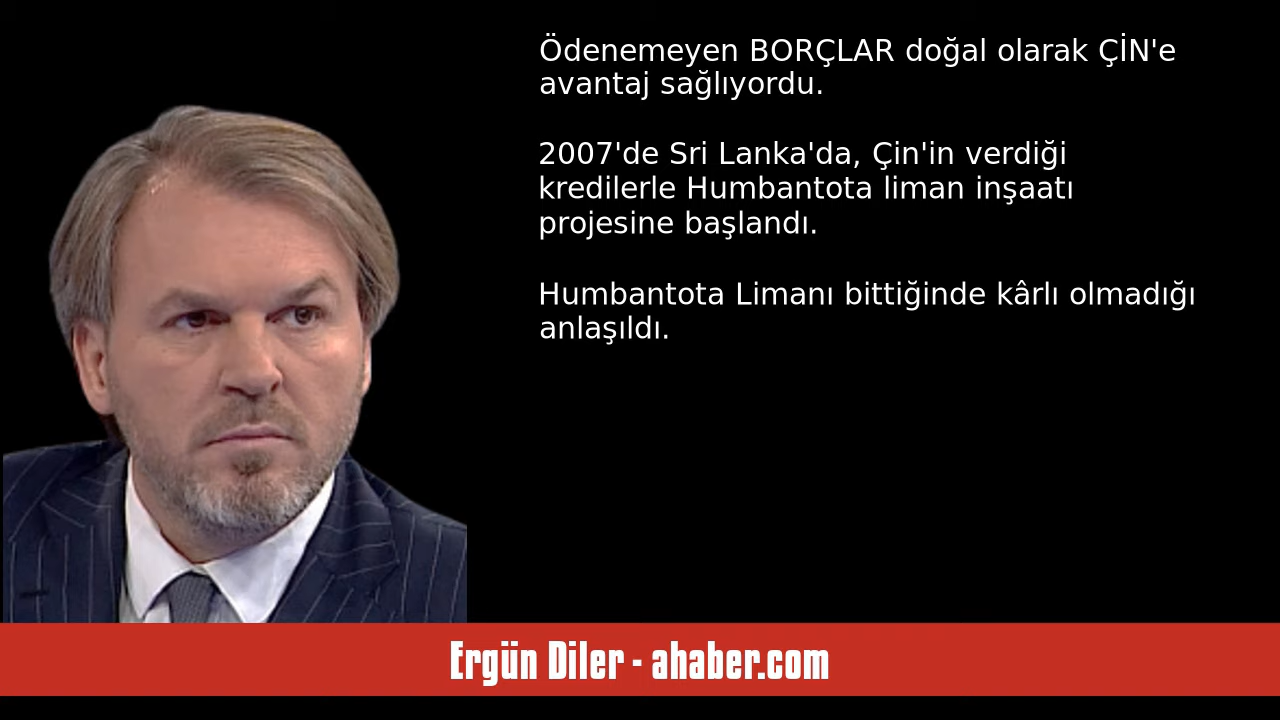 Ödenemeyen BORÇLAR doğal olarak ÇİN'e
avantaj sağlıyordu.
2007'de Sri Lanka'da, Çin'in verdiği
kredilerle Humbantota liman inşaatı
projesine başlandı.
Humbantota Limanı bittiğinde kârlı olmadığı
anlaşıldı.
Ergün Diler - ahaber.com